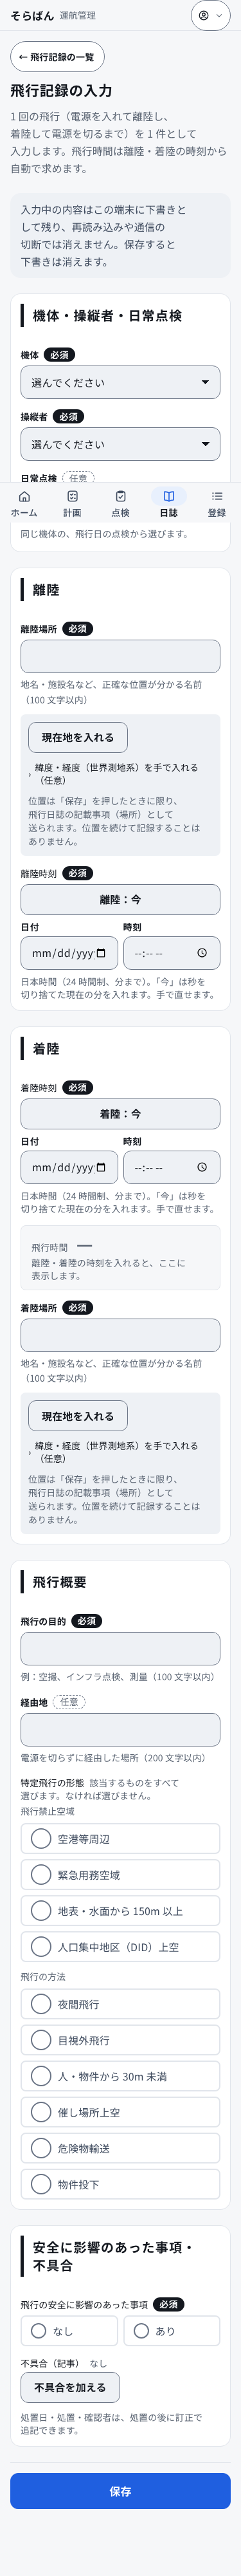 そらばん 運航管理
← 飛行記録の一覧
飛行記録の入力
1 回の飛行（電源を入れて離陸し、
着陸して電源を切るまで）を 1 件として
入力します。飛行時間は離陸・着陸の時刻から
自動で求めます。
入力中の内容はこの端末に下書きと
して残り、再読み込みや通信の
切断では消えません。保存すると
下書きは消えます。
機体・操縦者・日常点検
機体 必須
選んでください
操縦者 必須
選んでください
日常点検 任意
ホーム 計画 点検 日誌 登録
同じ機体の、飛行日の点検から選びます。
離陸
離陸場所 必須
地名・施設名など、正確な位置が分かる名前
（100 文字以内）
現在地を入れる
› 緯度・経度（世界測地系）を手で入れる
（任意）
位置は「保存」を押したときに限り、
飛行日誌の記載事項（場所）として
送られます。位置を続けて記録することは
ありません。
離陸時刻 必須
離陸：今
日付 時刻
mm/dd/yyyy --:-- --
日本時間（24 時間制、分まで）。「今」は秒を
切り捨てた現在の分を入れます。手で直せます。
着陸
着陸時刻 必須
着陸：今
日付 時刻
mm/dd/yyyy --:-- --
日本時間（24 時間制、分まで）。「今」は秒を
切り捨てた現在の分を入れます。手で直せます。
飛行時間 —
離陸・着陸の時刻を入れると、ここに
表示します。
着陸場所 必須
地名・施設名など、正確な位置が分かる名前
（100 文字以内）
現在地を入れる
› 緯度・経度（世界測地系）を手で入れる
（任意）
位置は「保存」を押したときに限り、
飛行日誌の記載事項（場所）として
送られます。位置を続けて記録することは
ありません。
飛行概要
飛行の目的 必須
例：空撮、インフラ点検、測量（100 文字以内）
経由地 任意
電源を切らずに経由した場所（200 文字以内）
特定飛行の形態 該当するものをすべて
選びます。なければ選びません。
飛行禁止空域
空港等周辺
緊急用務空域
地表・水面から 150m 以上
人口集中地区（DID）上空
飛行の方法
夜間飛行
目視外飛行
人・物件から 30m 未満
催し場所上空
危険物輸送
物件投下
安全に影響のあった事項・
不具合
飛行の安全に影響のあった事項 必須
なし あり
不具合（記事） なし
不具合を加える
処置日・処置・確認者は、処置の後に訂正で
追記できます。
保存